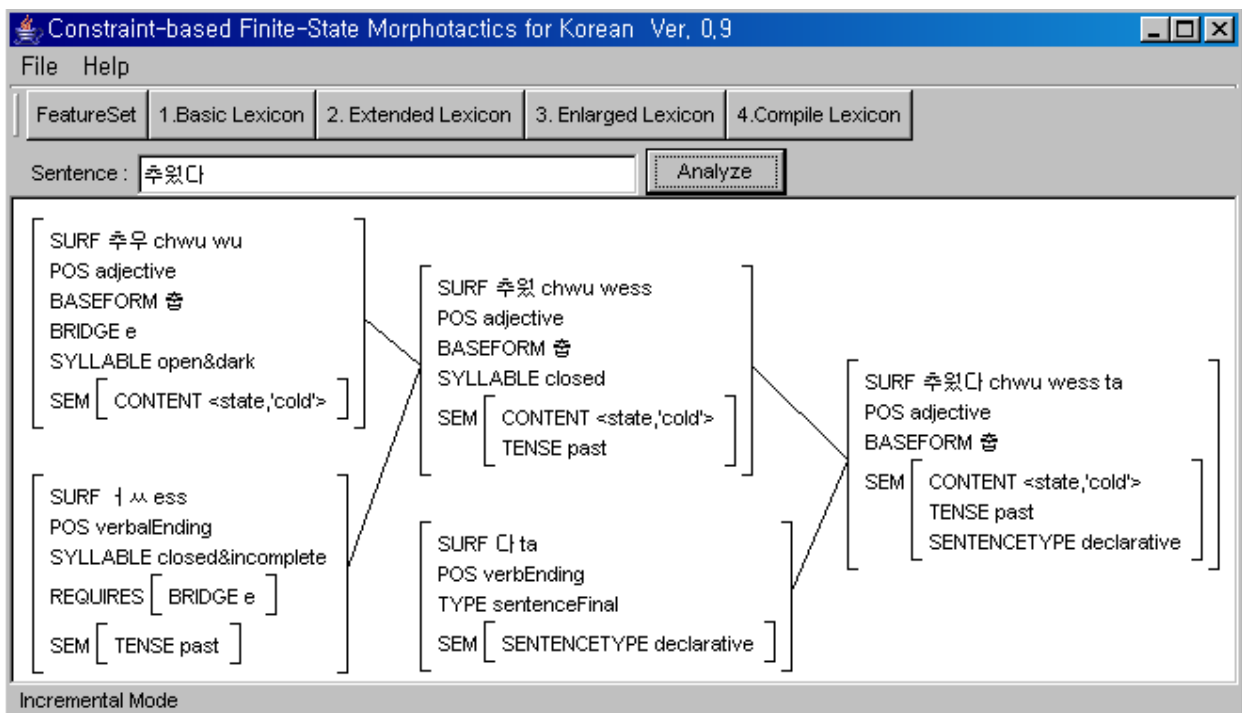 Constraint-based Finite-State Morphotactics for Korean Ver, 0,9
File Help
FeatureSet 1.Basic Lexicon 2. Extended Lexicon 3. Enlarged Lexicon 4.Compile Lexicon
Sentence : 추웠다 Analyze
SURF 추우 chwu wu
POS adjective
BASEFORM 춥
BRIDGE e
SYLLABLE open&dark
SEM CONTENT <state,'cold'>
SURF ㅓㅆ ess
POS verbalEnding
SYLLABLE closed&incomplete
REQUIRES BRIDGE e
SEM TENSE past
SURF 추웠 chwu wess
POS adjective
BASEFORM 춥
SYLLABLE closed
SEM CONTENT <state,'cold'>
TENSE past
SURF 다 ta
POS verbEnding
TYPE sentenceFinal
SEM SENTENCETYPE declarative
SURF 추웠다 chwu wess ta
POS adjective
BASEFORM 춥
SEM CONTENT <state,'cold'>
TENSE past
SENTENCETYPE declarative
Incremental Mode